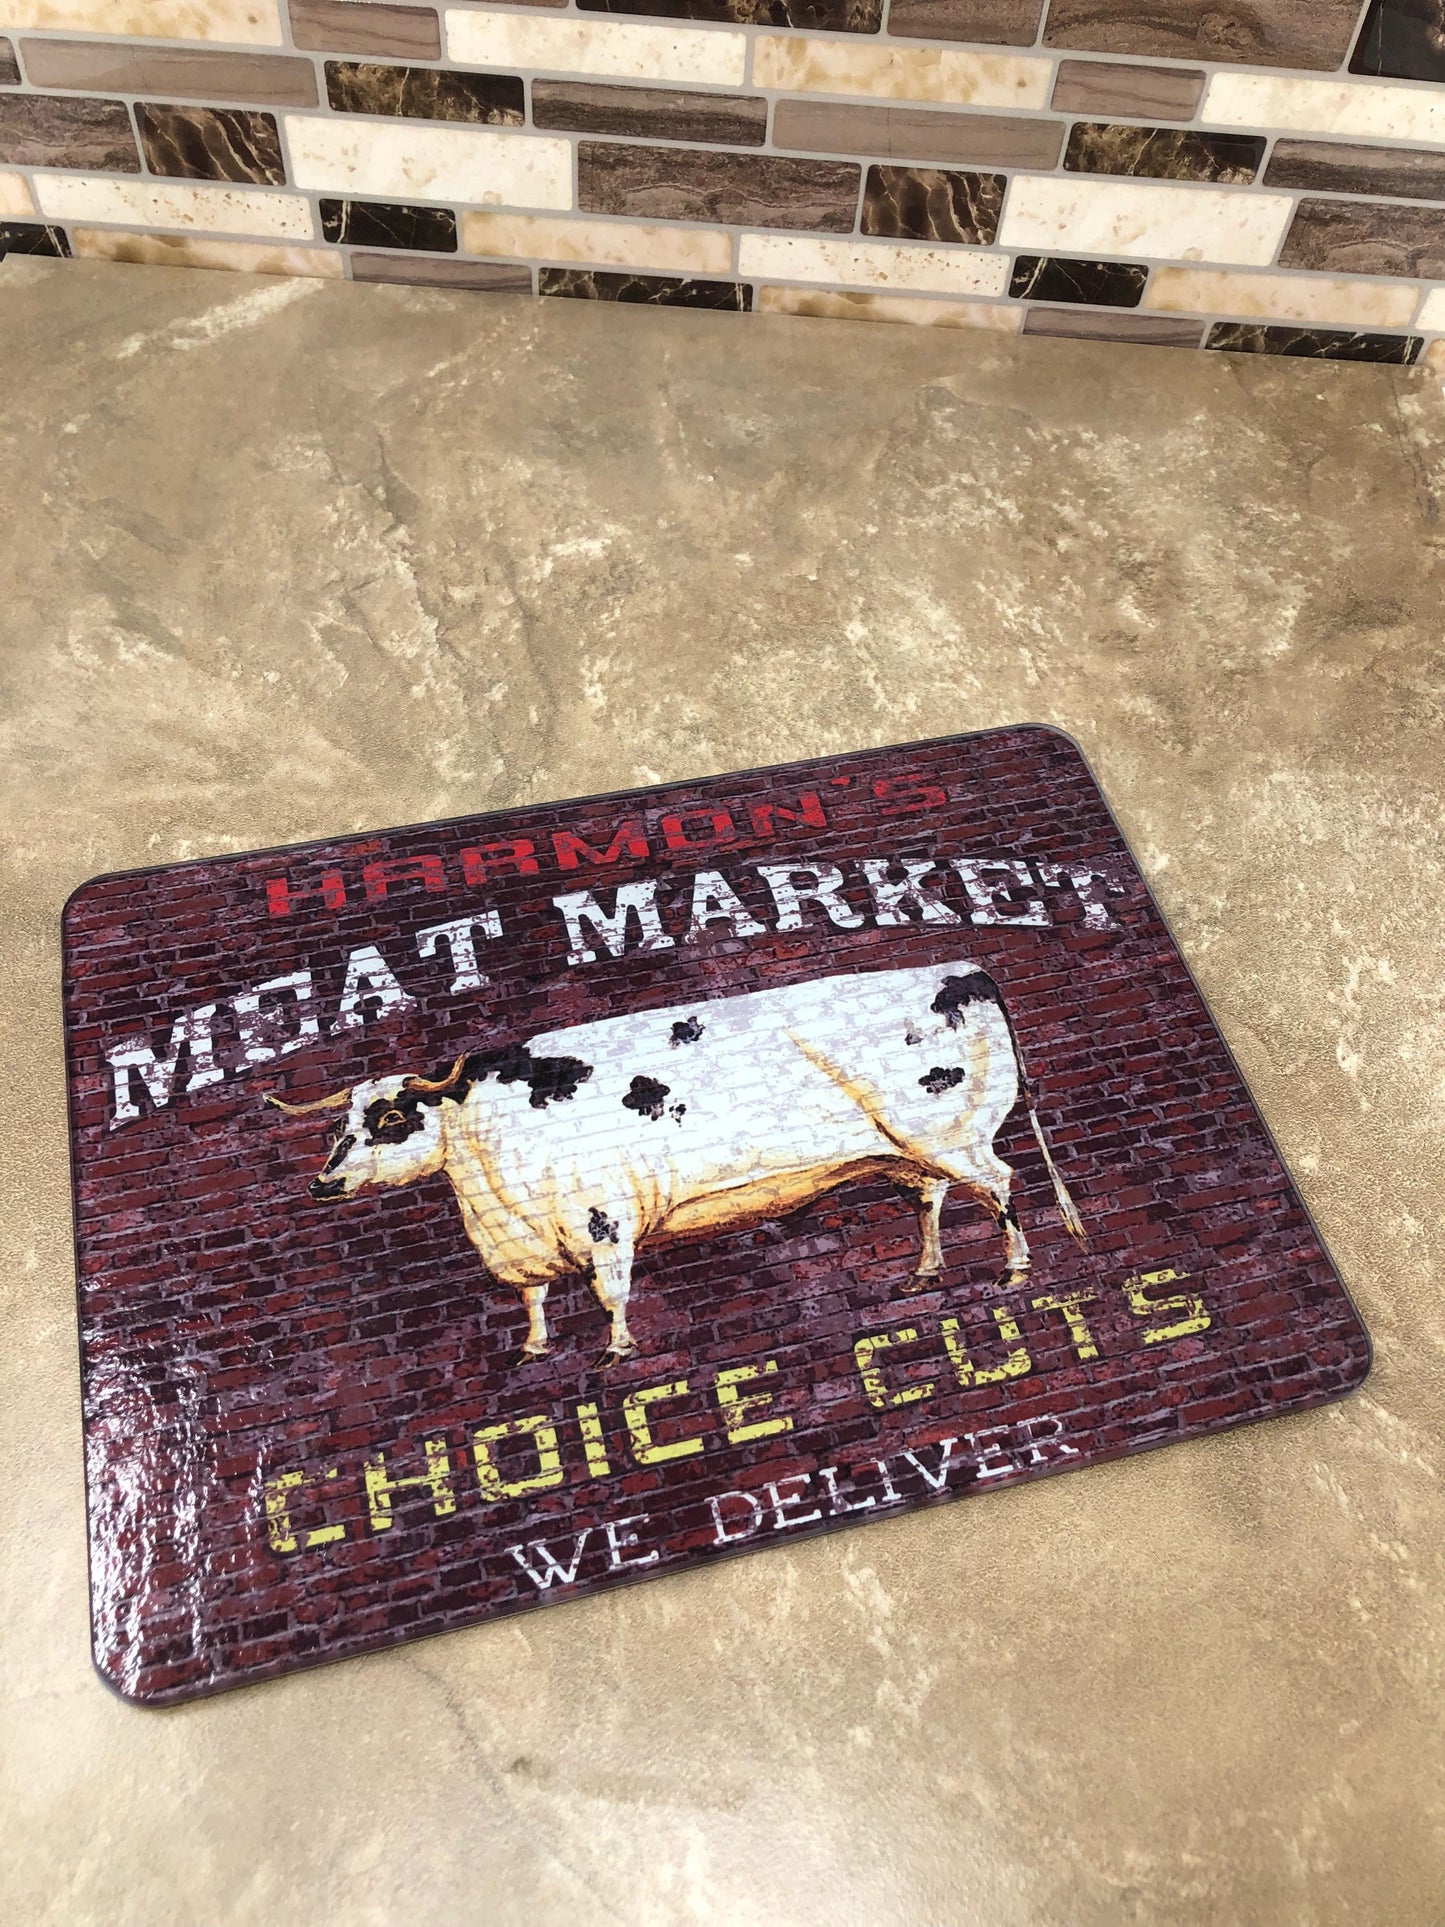 HARMON'S
MEAT MARKET
CHOICE CUTS
WE DELIVER